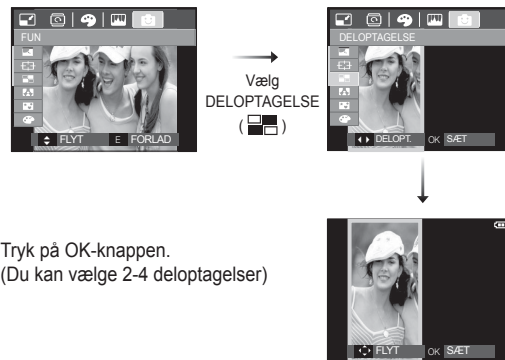 FUN
FLYT E FORLAD
Vælg
DELOPTAGELSE
( )
DELOPTAGELSE
DELOPT. OK SÆT
Tryk på OK-knappen.
(Du kan vælge 2-4 deloptagelser)
FLYT OK SÆT